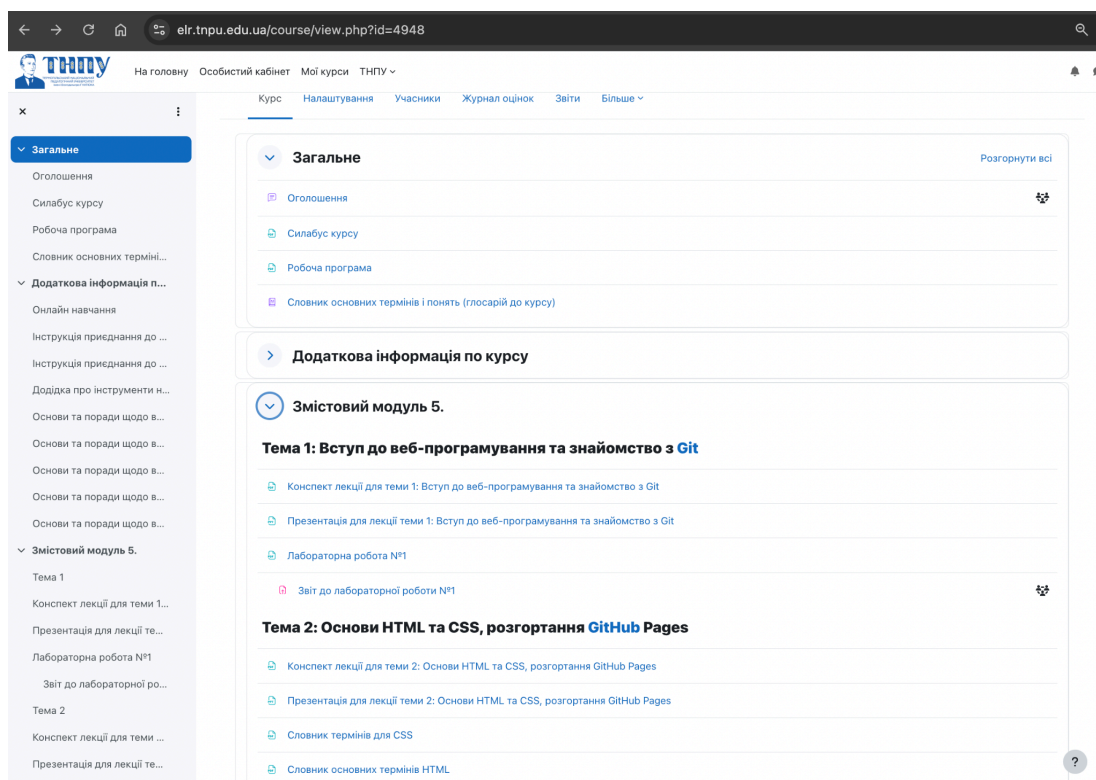 elr.tnpu.edu.ua/course/view.php?id=4948
ТНПУ
На головну Особистий кабінет Мої курси ТНПУ
Курс Налаштування Учасники Журнал оцінок Звіти Більше
Загальне
Оголошення
Силабус курсу
Робоча програма
Словник основних терміні...
Додаткова інформація п...
Онлайн навчання
Інструкція приєднання до ...
Інструкція приєднання до ...
Додідка про інструменти н...
Основи та поради щодо в...
Основи та поради щодо в...
Основи та поради щодо в...
Основи та поради щодо в...
Основи та поради щодо в...
Змістовий модуль 5.
Тема 1
Конспект лекції для теми 1...
Презентація для лекції те...
Лабораторна робота №1
Звіт до лабораторної ро...
Тема 2
Конспект лекції для теми ...
Презентація для лекції те...
Загальне
Розгорнути всі
Оголошення
Силабус курсу
Робоча програма
Словник основних термінів і понять (глосарій до курсу)
Додаткова інформація по курсу
Змістовий модуль 5.
Тема 1: Вступ до веб-програмування та знайомство з Git
Конспект лекції для теми 1: Вступ до веб-програмування та знайомство з Git
Презентація для лекції теми 1: Вступ до веб-програмування та знайомство з Git
Лабораторна робота №1
Звіт до лабораторної роботи №1
Тема 2: Основи HTML та CSS, розгортання GitHub Pages
Конспект лекції для теми 2: Основи HTML та CSS, розгортання GitHub Pages
Презентація для лекції теми 2: Основи HTML та CSS, розгортання GitHub Pages
Словник термінів для CSS
Словник основних термінів HTML
?